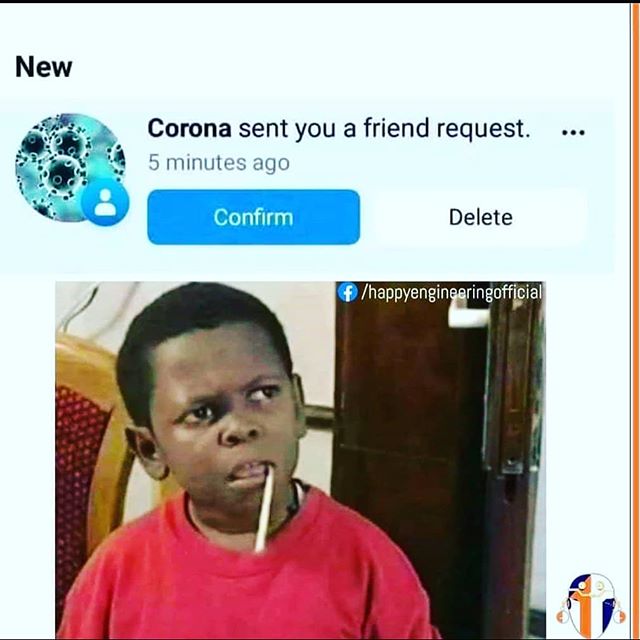 New
Corona sent you a friend request.
5 minutes ago
Confirm
Delete
/happyengineeringofficial